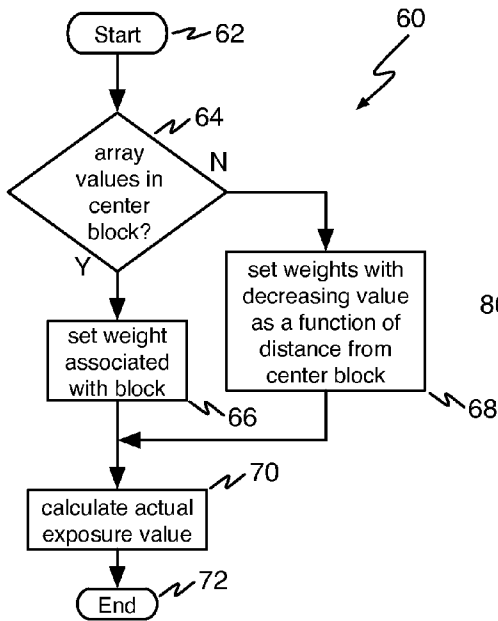 60
Start
62
64
array
values in
center
block?
N
Y
set weights with
decreasing value
as a function of
distance from
center block
68
set weight
associated
with block
66
70
calculate actual
exposure value
72
End